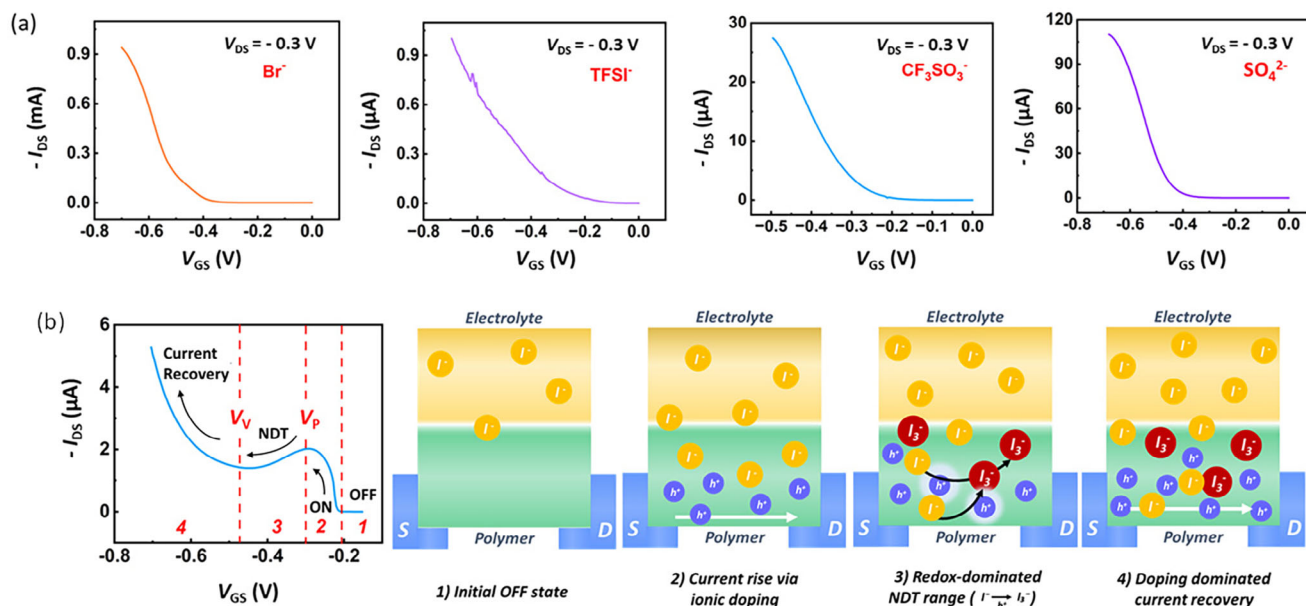 (a)
V_DS = - 0.3 V
Br⁻
- I_DS (mA)
0.9
0.6
0.3
0.0
-0.8 -0.6 -0.4 -0.2 0.0
V_GS (V)
V_DS = - 0.3 V
TFSI⁻
- I_DS (μA)
0.9
0.6
0.3
0.0
−0.8 −0.6 −0.4 −0.2 0.0
V_GS (V)
V_DS = - 0.3 V
CF₃SO₃⁻
- I_DS (μA)
30
20
10
0
−0.5 −0.4 −0.3 −0.2 −0.1 0.0
V_GS (V)
V_DS = - 0.3 V
SO₄²⁻
- I_DS (μA)
120
90
60
30
0
-0.8 -0.6 -0.4 -0.2 0.0
V_GS (V)
(b)
- I_DS (μA)
6
4
2
0
Current
Recovery
V_V
NDT
V_P
ON
OFF
4 3 2 1
-0.8 -0.6 -0.4 -0.2
V_GS (V)
Electrolyte
I⁻ I⁻ I⁻ I⁻
S D
Polymer
1) Initial OFF state
Electrolyte
I⁻ I⁻ I⁻ I⁻
I⁻ I⁻ I⁻
h⁺ h⁺ h⁺ h⁺ h⁺
Polymer
2) Current rise via
ionic doping
Electrolyte
I⁻ I⁻ I⁻ I⁻
I₃⁻ I⁻ I₃⁻
h⁺ I⁻ I₃⁻
h⁺ h⁺ h⁺
I⁻ h⁺
Polymer
3) Redox-dominated
NDT range ( I⁻ → I₃⁻ )
h⁺
Electrolyte
I⁻ I⁻ I⁻ I⁻ I⁻
I⁻ I⁻
I₃⁻ h⁺ I₃⁻
h⁺ h⁺ I⁻ I₃⁻ h⁺
h⁺ I⁻ h⁺ h⁺
S D
Polymer
4) Doping dominated
current recovery